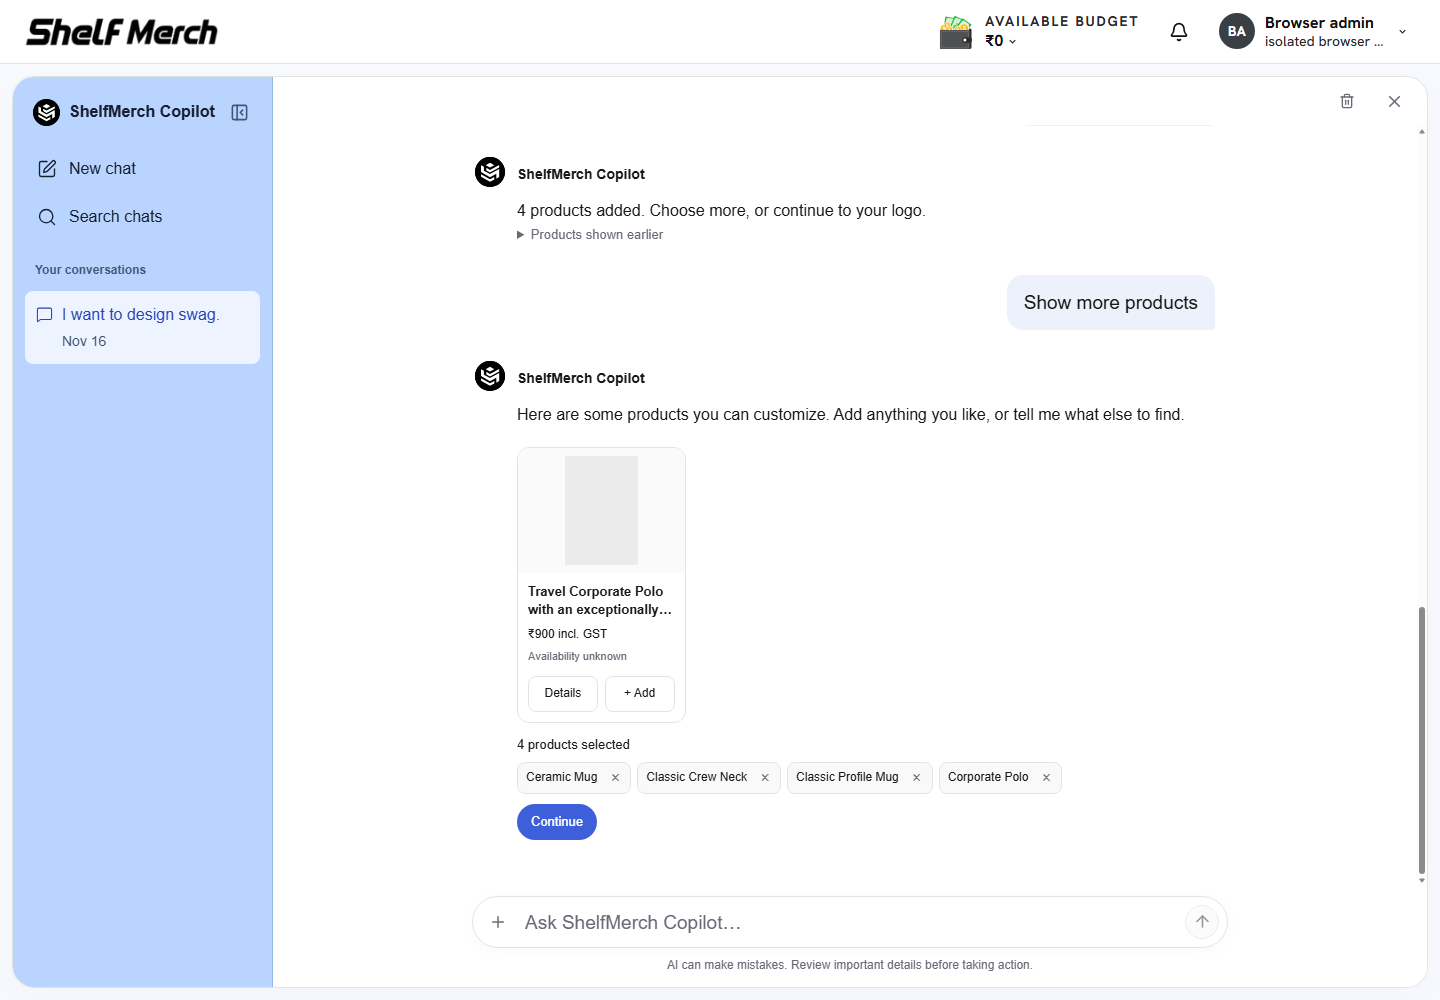 Shelf Merch
AVAILABLE BUDGET
₹0
BA
Browser admin
isolated browser ...
ShelfMerch Copilot
New chat
Search chats
Your conversations
I want to design swag.
Nov 16
ShelfMerch Copilot
4 products added. Choose more, or continue to your logo.
Products shown earlier
Show more products
ShelfMerch Copilot
Here are some products you can customize. Add anything you like, or tell me what else to find.
Travel Corporate Polo
with an exceptionally...
₹900 incl. GST
Availability unknown
Details
+ Add
4 products selected
Ceramic Mug ×
Classic Crew Neck ×
Classic Profile Mug ×
Corporate Polo ×
Continue
Ask ShelfMerch Copilot...
AI can make mistakes. Review important details before taking action.